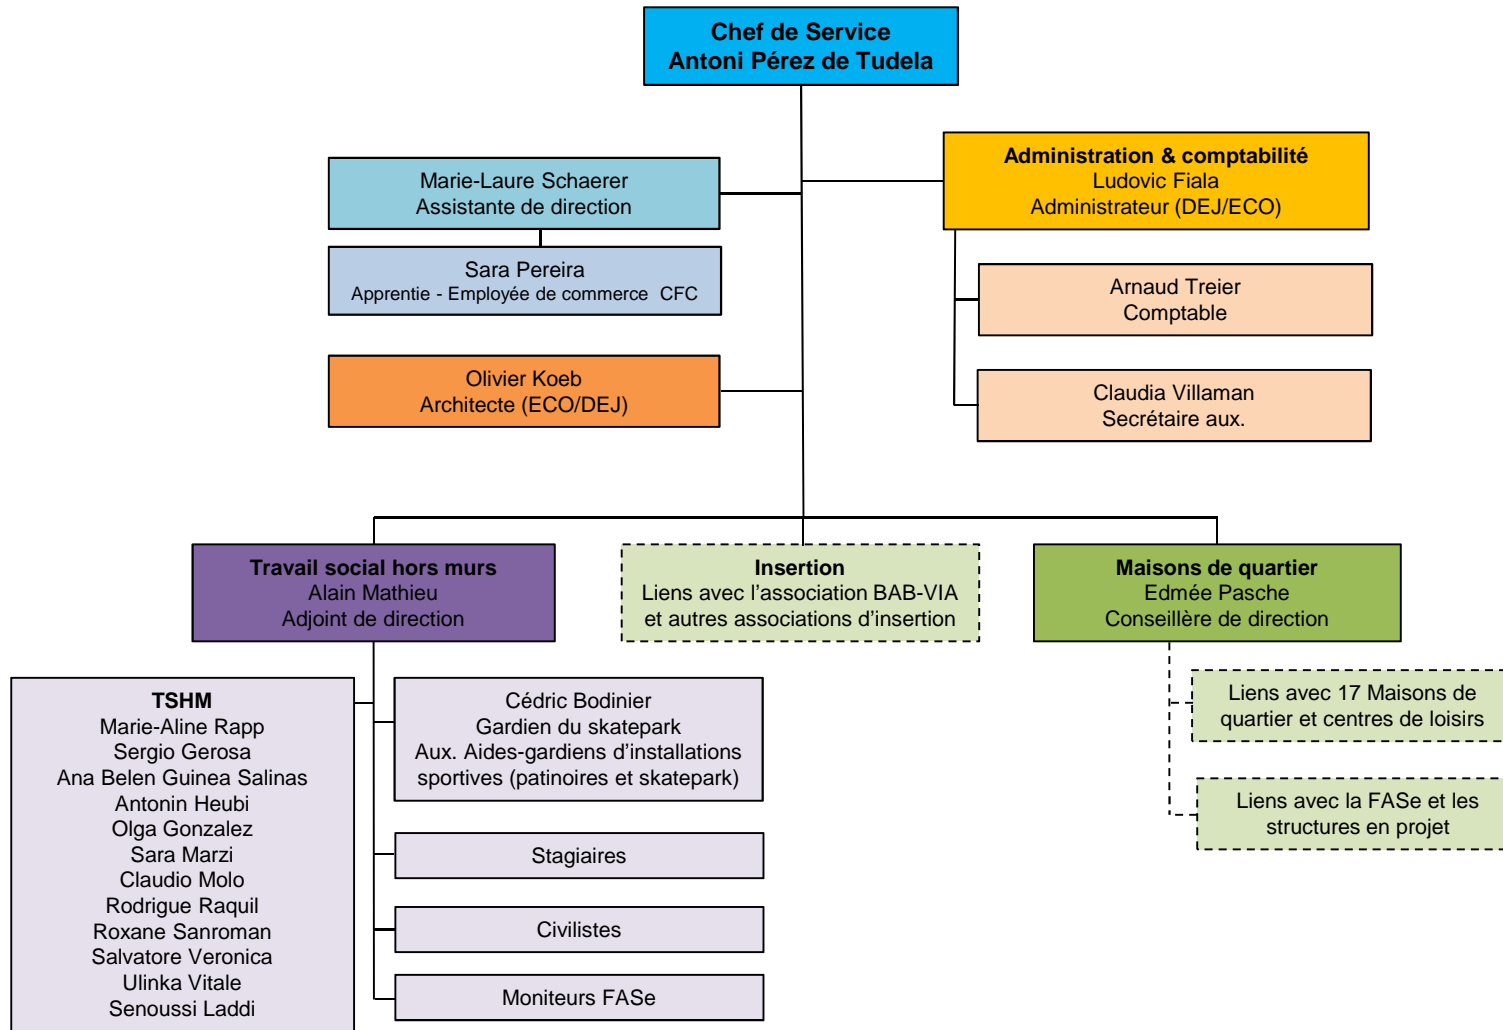 Chef de Service
Antoni Pérez de Tudela
Marie-Laure Schaerer
Assistante de direction
Sara Pereira
Apprentie - Employée de commerce CFC
Olivier Koeb
Architecte (ECO/DEJ)
Administration & comptabilité
Ludovic Fiala
Administrateur (DEJ/ECO)
Arnaud Treier
Comptable
Claudia Villaman
Secrétaire aux.
Travail social hors murs
Alain Mathieu
Adjoint de direction
TSHM
Marie-Aline Rapp
Sergio Gerosa
Ana Belen Guinea Salinas
Antonin Heubi
Olga Gonzalez
Sara Marzi
Claudio Molo
Rodrigue Raquil
Roxane Sanroman
Salvatore Veronica
Ulinka Vitale
Senoussi Laddi
Cédric Bodinier
Gardien du skatepark
Aux. Aides-gardiens d'installations
sportives (patinoires et skatepark)
Stagiaires
Civilistes
Moniteurs FASe
Insertion
Liens avec l'association BAB-VIA
et autres associations d'insertion
Maisons de quartier
Edmée Pasche
Conseillère de direction
Liens avec 17 Maisons de
quartier et centres de loisirs
Liens avec la FASe et les
structures en projet